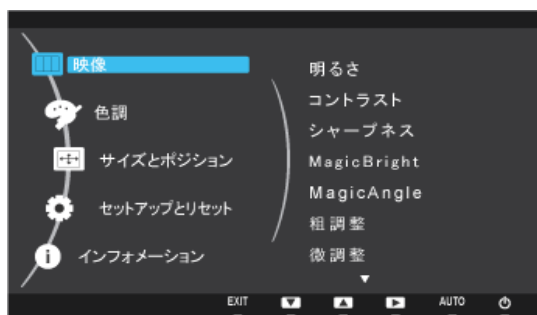 映像
色調
サイズとポジション
セットアップとリセット
インフォメーション
明るさ
コントラスト
シャープネス
MagicBright
MagicAngle
粗調整
微調整
EXIT
AUTO